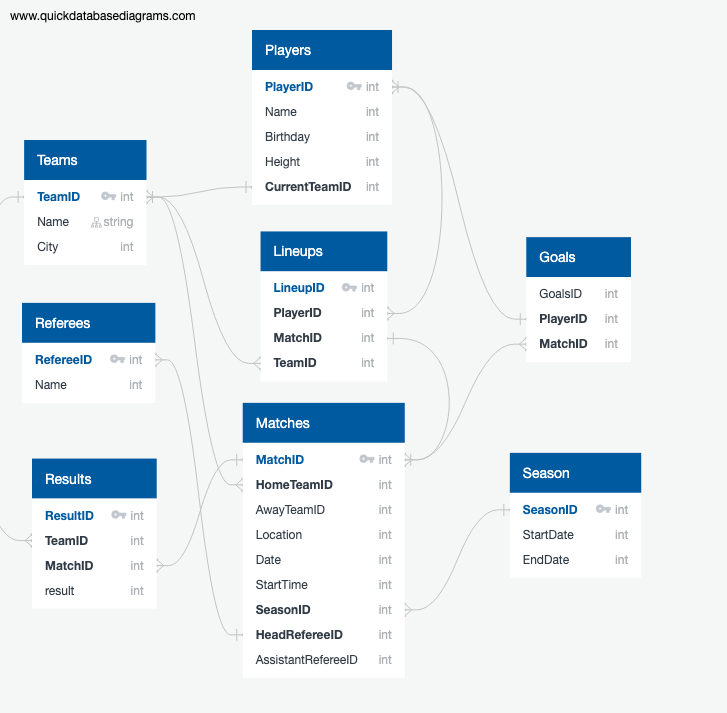 www.quickdatabasediagrams.com
Players
PlayerID int
Name int
Birthday int
Height int
CurrentTeamID int
Teams
TeamID int
Name string
City int
Lineups
LineupID int
PlayerID int
MatchID int
TeamID int
Goals
GoalsID int
PlayerID int
MatchID int
Referees
RefereeID int
Name int
Matches
MatchID int
HomeTeamID int
AwayTeamID int
Location int
Date int
StartTime int
SeasonID int
HeadRefereeID int
AssistantRefereeID int
Results
ResultID int
TeamID int
MatchID int
result int
Season
SeasonID int
StartDate int
EndDate int